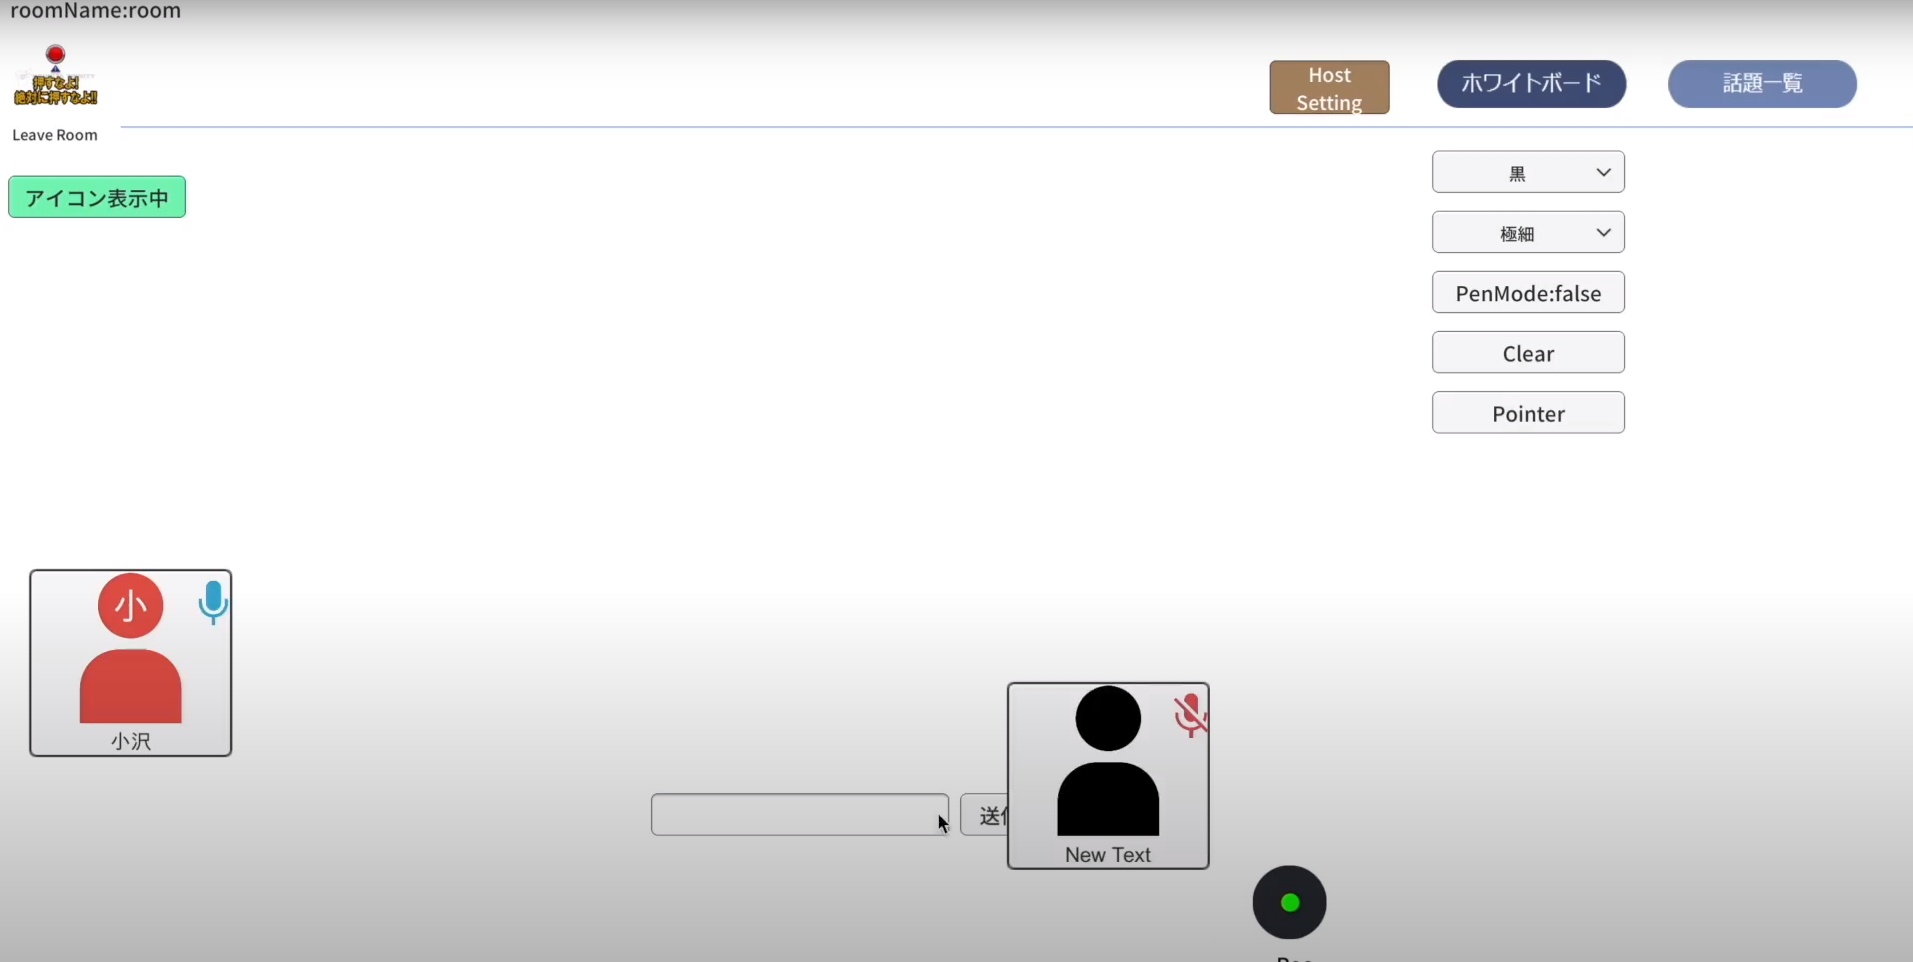 roomName:room
押すなよ!
絶対に押すなよ!!
Leave Room
Host
Setting
ホワイトボード
話題一覧
アイコン表示中
黒
極細
PenMode:false
Clear
Pointer
小
小沢
送
New Text